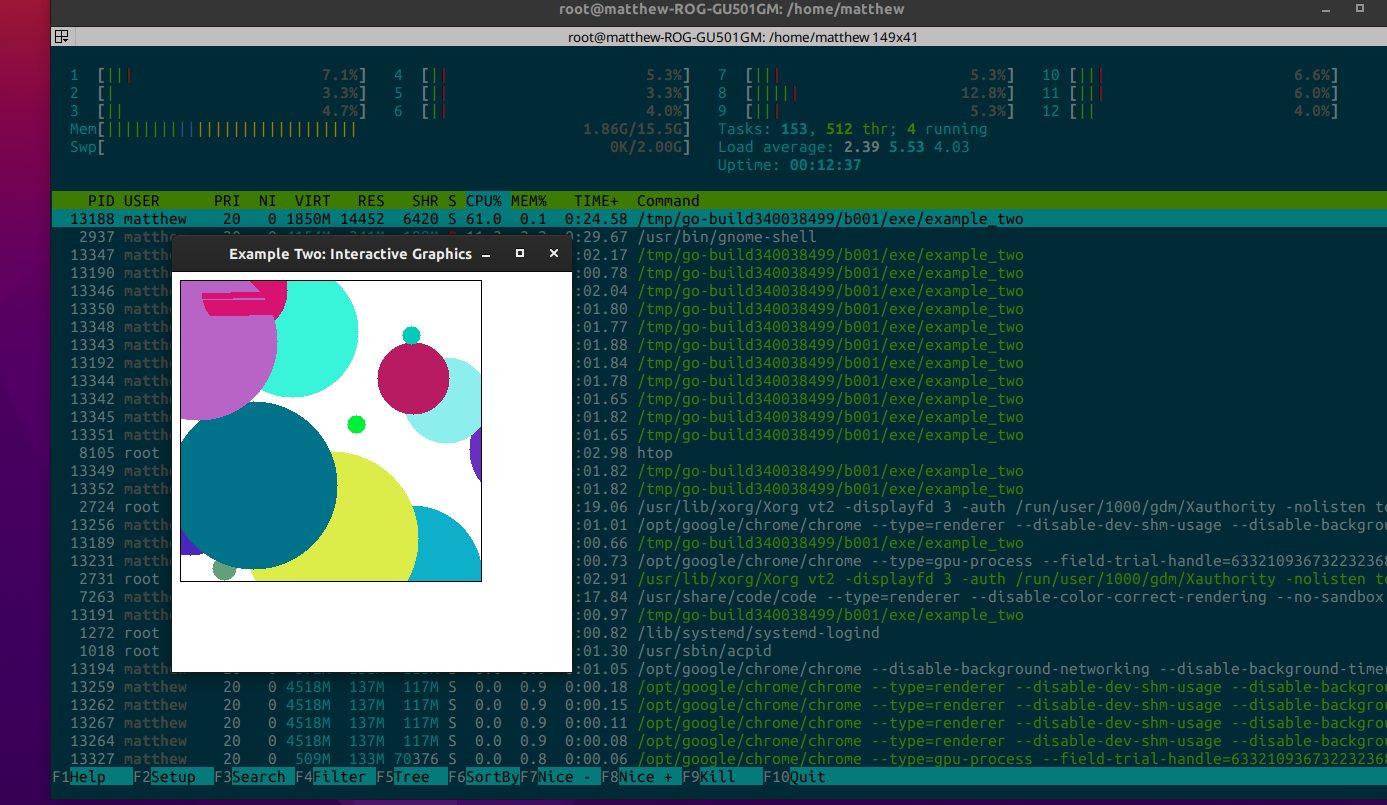 root@matthew-ROG-GU501GM: /home/matthew
root@matthew-ROG-GU501GM: /home/matthew 149x41
1 [||| 7.1%] 4 [|| 5.3%] 7 [||| 5.3%] 10 [||| 6.6%]
2 [| 3.3%] 5 [|| 3.3%] 8 [||||| 12.8%] 11 [||| 6.0%]
3 [|| 4.7%] 6 [|| 4.0%] 9 [||| 5.3%] 12 [|| 4.0%]
Mem[|||||||||||||||||||||||||||| 1.86G/15.5G] Tasks: 153, 512 thr; 4 running
Swp[ 0K/2.00G] Load average: 2.39 5.53 4.03
Uptime: 00:12:37
PID USER PRI NI VIRT RES SHR S CPU% MEM% TIME+ Command
13188 matthew 20 0 1850M 14452 6420 S 61.0 0.1 0:24.58 /tmp/go-build340038499/b001/exe/example_two
2937 matthe :29.67 /usr/bin/gnome-shell
Example Two: Interactive Graphics
13347 matth :02.17 /tmp/go-build340038499/b001/exe/example_two
13190 matth :00.78 /tmp/go-build340038499/b001/exe/example_two
13346 matth :02.04 /tmp/go-build340038499/b001/exe/example_two
13350 matth :01.80 /tmp/go-build340038499/b001/exe/example_two
13348 matth :01.77 /tmp/go-build340038499/b001/exe/example_two
13343 matth :01.88 /tmp/go-build340038499/b001/exe/example_two
13192 matth :01.84 /tmp/go-build340038499/b001/exe/example_two
13344 matth :01.78 /tmp/go-build340038499/b001/exe/example_two
13342 matth :01.65 /tmp/go-build340038499/b001/exe/example_two
13345 matth :01.82 /tmp/go-build340038499/b001/exe/example_two
13351 matth :01.65 /tmp/go-build340038499/b001/exe/example_two
8105 root :02.98 htop
13349 matth :01.82 /tmp/go-build340038499/b001/exe/example_two
13352 matth :01.82 /tmp/go-build340038499/b001/exe/example_two
2724 root :19.06 /usr/lib/xorg/Xorg vt2 -displayfd 3 -auth /run/user/1000/gdm/Xauthority -nolisten to
13256 matth :01.01 /opt/google/chrome/chrome --type=renderer --disable-dev-shm-usage --disable-backgrou
13189 matth :00.66 /tmp/go-build340038499/b001/exe/example_two
13231 matth :00.73 /opt/google/chrome/chrome --type=gpu-process --field-trial-handle=633210936732232368
2731 root :02.91 /usr/lib/xorg/Xorg vt2 -displayfd 3 -auth /run/user/1000/gdm/Xauthority -nolisten to
7263 matth :17.84 /usr/share/code/code --type=renderer --disable-color-correct-rendering --no-sandbox
13191 matth :00.97 /tmp/go-build340038499/b001/exe/example_two
1272 root :00.82 /lib/systemd/systemd-logind
1018 root :01.30 /usr/sbin/acpid
13194 matth :01.05 /opt/google/chrome/chrome --disable-background-networking --disable-background-timer
13259 matthew 20 0 4518M 137M 117M S 0.0 0.9 0:00.18 /opt/google/chrome/chrome --type=renderer --disable-dev-shm-usage --disable-backgrou
13262 matthew 20 0 4518M 137M 117M S 0.0 0.9 0:00.15 /opt/google/chrome/chrome --type=renderer --disable-dev-shm-usage --disable-backgrou
13267 matthew 20 0 4518M 137M 117M S 0.0 0.9 0:00.11 /opt/google/chrome/chrome --type=renderer --disable-dev-shm-usage --disable-backgrou
13264 matthew 20 0 4518M 137M 117M S 0.0 0.9 0:00.08 /opt/google/chrome/chrome --type=renderer --disable-dev-shm-usage --disable-backgrou
13327 matthew 20 0 509M 133M 70376 S 0.0 0.8 0:00.06 /opt/google/chrome/chrome --type=gpu-process --field-trial-handle=633210936732232368
F1Help F2Setup F3Search F4Filter F5Tree F6SortBy F7Nice - F8Nice + F9Kill F10Quit